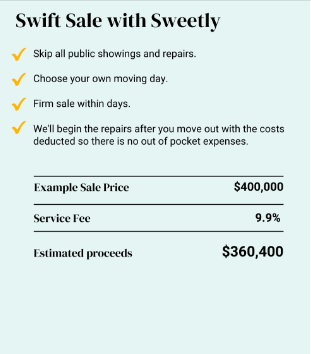 Swift Sale with Sweetly
Skip all public showings and repairs.
Choose your own moving day.
Firm sale within days.
We'll begin the repairs after you move out with the costs
deducted so there is no out of pocket expenses.
Example Sale Price $400,000
Service Fee 9.9%
Estimated proceeds $360,400